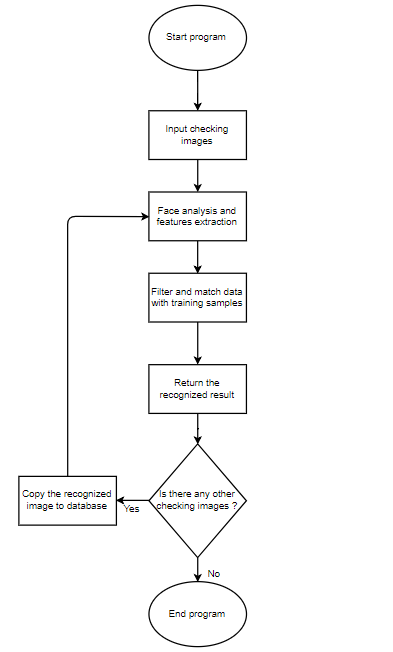 Start program
Input checking
images
Face analysis and
features extraction
Filter and match data
with training samples
Return the
recognized result
Is there any other
checking images ?
Copy the recognized
image to database
Yes
No
End program